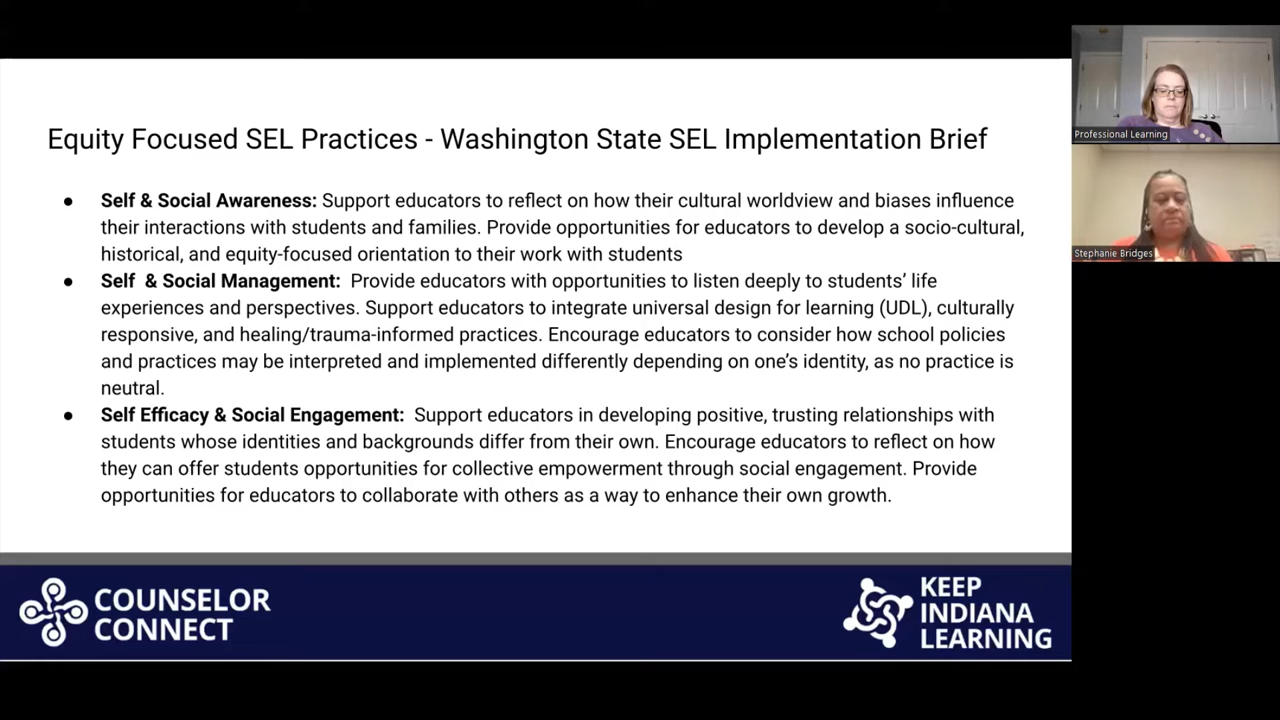 Equity Focused SEL Practices - Washington State SEL Implementation Brief
● Self & Social Awareness: Support educators to reflect on how their cultural worldview and biases influence
their interactions with students and families. Provide opportunities for educators to develop a socio-cultural,
historical, and equity-focused orientation to their work with students
● Self & Social Management: Provide educators with opportunities to listen deeply to students’ life
experiences and perspectives. Support educators to integrate universal design for learning (UDL), culturally
responsive, and healing/trauma-informed practices. Encourage educators to consider how school policies
and practices may be interpreted and implemented differently depending on one’s identity, as no practice is
neutral.
● Self Efficacy & Social Engagement: Support educators in developing positive, trusting relationships with
students whose identities and backgrounds differ from their own. Encourage educators to reflect on how
they can offer students opportunities for collective empowerment through social engagement. Provide
opportunities for educators to collaborate with others as a way to enhance their own growth.
COUNSELOR
CONNECT
KEEP
INDIANA
LEARNING
Professional Learning
Stephanie Bridges